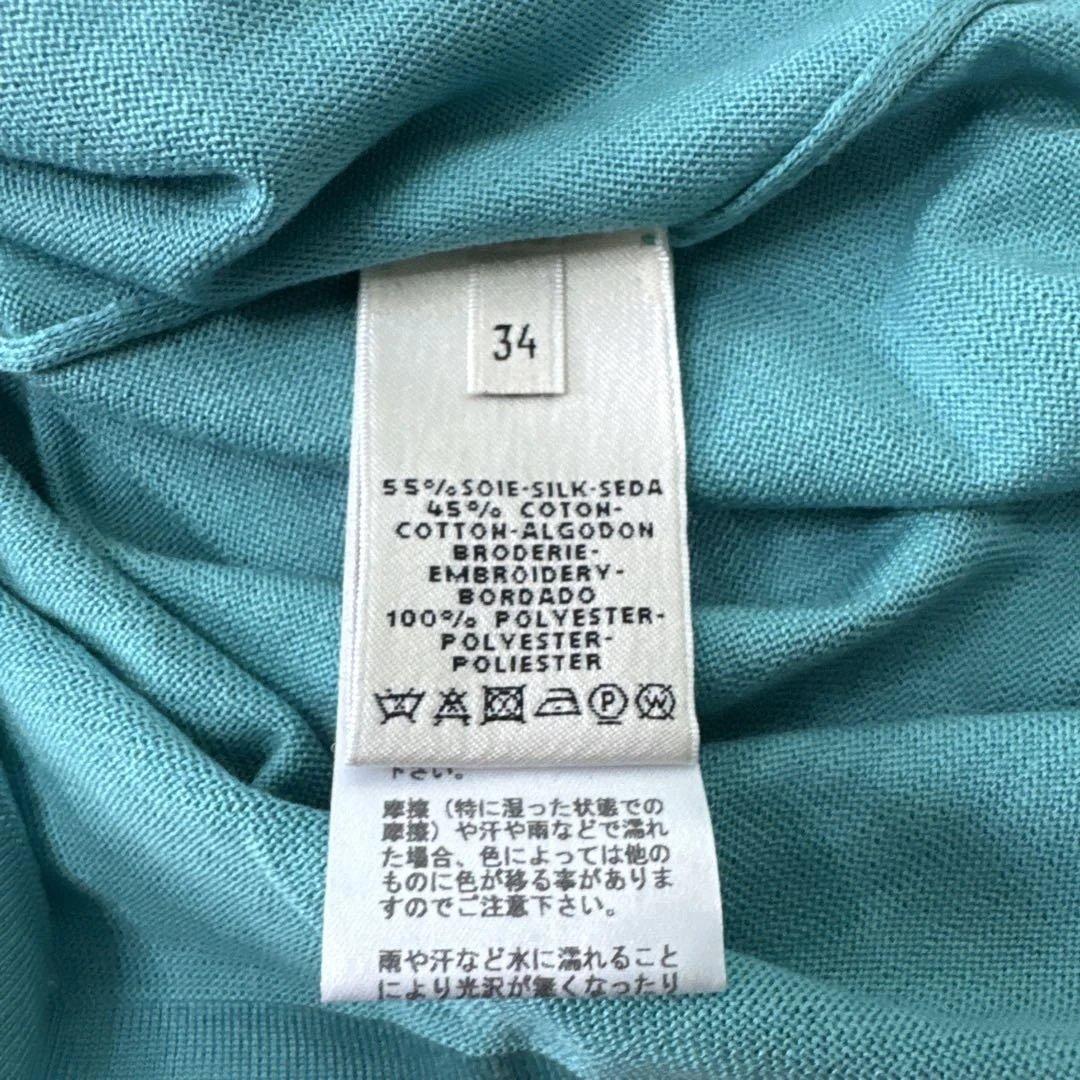 34
55% SOIE-SILK-SEDA
45% COTON-
COTTON-ALGODON
BRODERIE-
EMBROIDERY-
BORDADO
100% POLYESTER-
POLYESTER-
POLIESTER
P W
下さい。
摩擦（特に湿った状態での
摩擦）や汗や雨などで濡れ
た場合、色によっては他の
ものに色が移る事がありま
すのでご注意下さい。
雨や汗など水に濡れること
により光沢が無くなったり